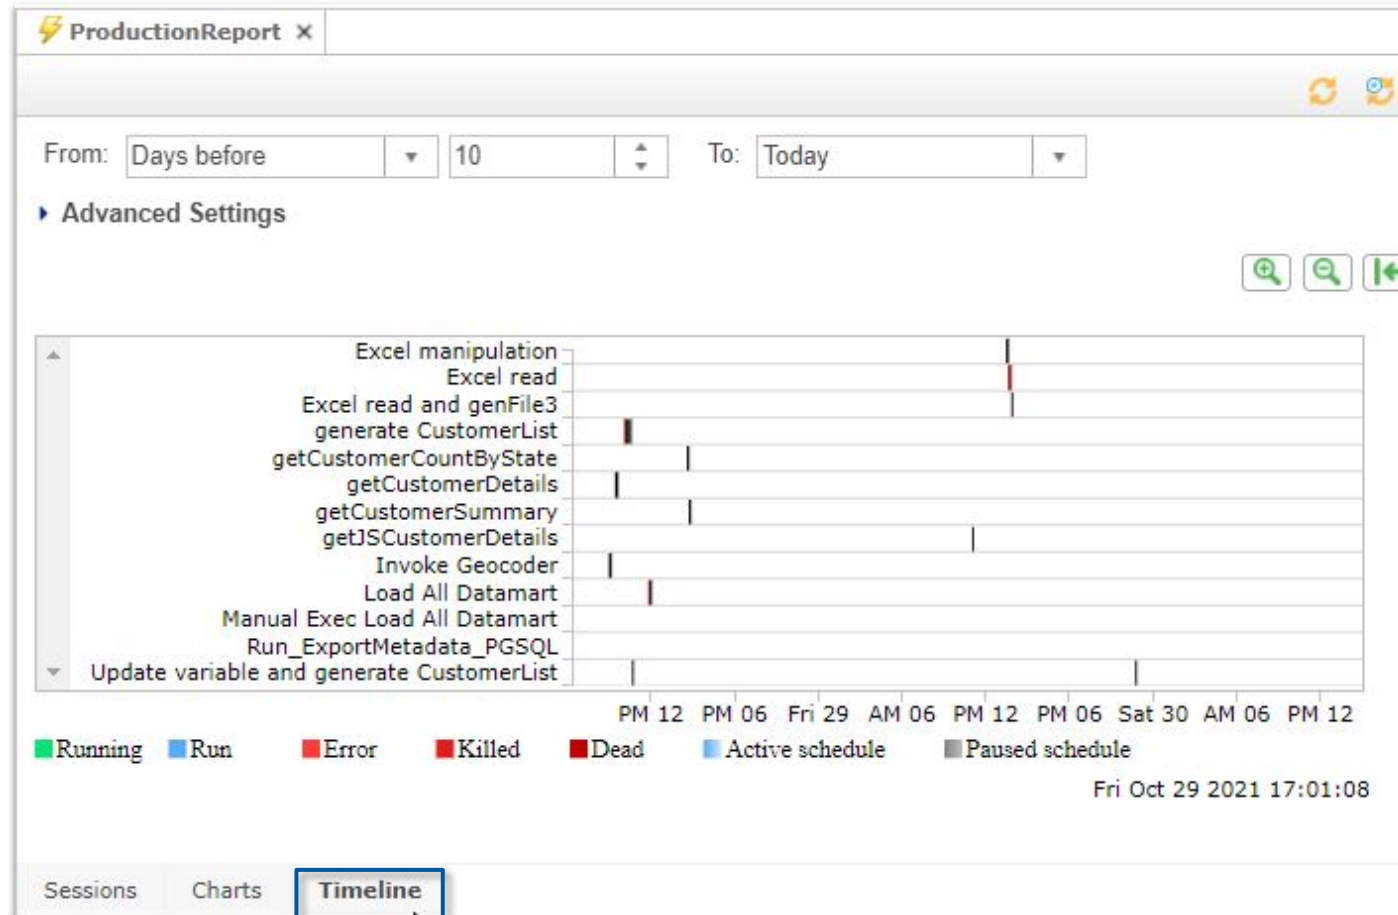 ProductionReport ×
From: Days before 10 To: Today
Advanced Settings
Excel manipulation
Excel read
Excel read and genFile3
generate CustomerList
getCustomerCountByState
getCustomerDetails
getCustomerSummary
getJSCustomerDetails
Invoke Geocoder
Load All Datamart
Manual Exec Load All Datamart
Run_ExportMetadata_PGSQL
Update variable and generate CustomerList
PM 12 PM 06 Fri 29 AM 06 PM 12 PM 06 Sat 30 AM 06 PM 12
Running Run Error Killed Dead Active schedule Paused schedule
Fri Oct 29 2021 17:01:08
Sessions Charts Timeline